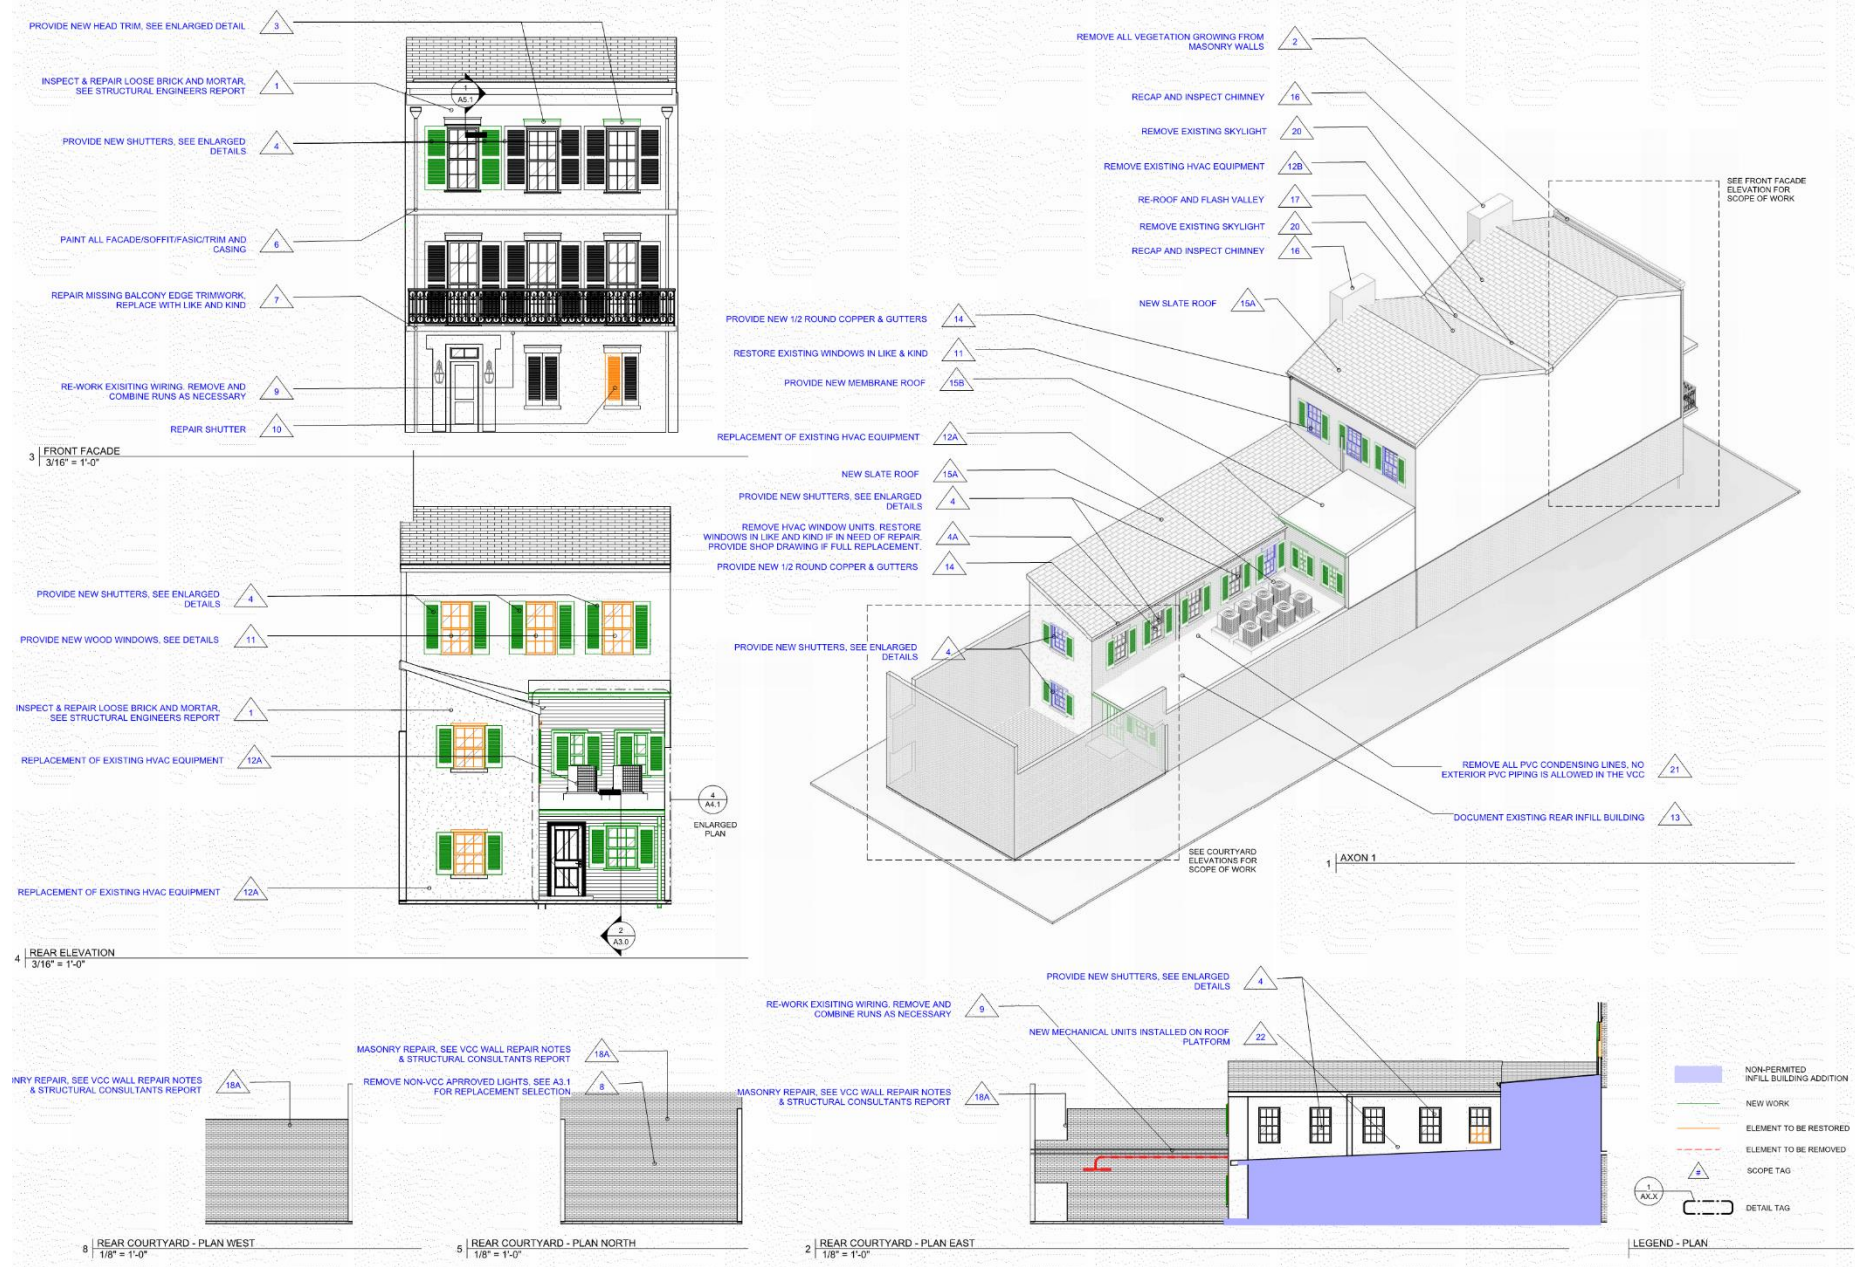 PROVIDE NEW HEAD TRIM, SEE ENLARGED DETAIL
3
INSPECT & REPAIR LOOSE BRICK AND MORTAR,
SEE STRUCTURAL ENGINEERS REPORT
1
1
A5.1
PROVIDE NEW SHUTTERS, SEE ENLARGED
DETAILS
4
PAINT ALL FACADE/SOFFIT/FASIC/TRIM AND
CASING
6
REPAIR MISSING BALCONY EDGE TRIMWORK,
REPLACE WITH LIKE AND KIND
7
RE-WORK EXISITING WIRING. REMOVE AND
COMBINE RUNS AS NECESSARY
9
REPAIR SHUTTER
10
3
FRONT FACADE
3/16" = 1'-0"
PROVIDE NEW SHUTTERS, SEE ENLARGED
DETAILS
4
PROVIDE NEW WOOD WINDOWS, SEE DETAILS
11
INSPECT & REPAIR LOOSE BRICK AND MORTAR,
SEE STRUCTURAL ENGINEERS REPORT
1
REPLACEMENT OF EXISTING HVAC EQUIPMENT
12A
4
A4.1
ENLARGED
PLAN
REPLACEMENT OF EXISTING HVAC EQUIPMENT
12A
2
A3.0
4
REAR ELEVATION
3/16" = 1'-0"
REMOVE ALL VEGETATION GROWING FROM
MASONRY WALLS
2
RECAP AND INSPECT CHIMNEY
16
REMOVE EXISTING SKYLIGHT
20
REMOVE EXISTING HVAC EQUIPMENT
12B
RE-ROOF AND FLASH VALLEY
17
REMOVE EXISTING SKYLIGHT
20
RECAP AND INSPECT CHIMNEY
16
SEE FRONT FACADE
ELEVATION FOR
SCOPE OF WORK
NEW SLATE ROOF
15A
PROVIDE NEW 1/2 ROUND COPPER & GUTTERS
14
RESTORE EXISTING WINDOWS IN LIKE & KIND
11
PROVIDE NEW MEMBRANE ROOF
15B
REPLACEMENT OF EXISTING HVAC EQUIPMENT
12A
NEW SLATE ROOF
15A
PROVIDE NEW SHUTTERS, SEE ENLARGED
DETAILS
4
REMOVE HVAC WINDOW UNITS. RESTORE
WINDOWS IN LIKE AND KIND IF IN NEED OF REPAIR.
PROVIDE SHOP DRAWING IF FULL REPLACEMENT.
4A
PROVIDE NEW 1/2 ROUND COPPER & GUTTERS
14
PROVIDE NEW SHUTTERS, SEE ENLARGED
DETAILS
4
REMOVE ALL PVC CONDENSING LINES, NO
EXTERIOR PVC PIPING IS ALLOWED IN THE VCC
21
DOCUMENT EXISTING REAR INFILL BUILDING
13
SEE COURTYARD
ELEVATIONS FOR
SCOPE OF WORK
1
AXON 1
NRY REPAIR, SEE VCC WALL REPAIR NOTES
& STRUCTURAL CONSULTANTS REPORT
18A
8
REAR COURTYARD - PLAN WEST
1/8" = 1'-0"
MASONRY REPAIR, SEE VCC WALL REPAIR NOTES
& STRUCTURAL CONSULTANTS REPORT
18A
REMOVE NON-VCC APRROVED LIGHTS, SEE A3.1
FOR REPLACEMENT SELECTION
8
5
REAR COURTYARD - PLAN NORTH
1/8" = 1'-0"
PROVIDE NEW SHUTTERS, SEE ENLARGED
DETAILS
4
RE-WORK EXISITING WIRING. REMOVE AND
COMBINE RUNS AS NECESSARY
9
NEW MECHANICAL UNITS INSTALLED ON ROOF
PLATFORM
22
MASONRY REPAIR, SEE VCC WALL REPAIR NOTES
& STRUCTURAL CONSULTANTS REPORT
18A
2
REAR COURTYARD - PLAN EAST
1/8" = 1'-0"
NON-PERMITED
INFILL BUILDING ADDITION
NEW WORK
ELEMENT TO BE RESTORED
ELEMENT TO BE REMOVED
#
SCOPE TAG
1
AX.X
DETAIL TAG
LEGEND - PLAN